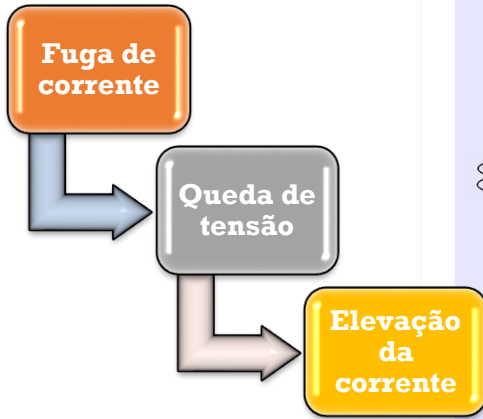 Fuga de
corrente
Queda de
tensão
Elevação
da
corrente